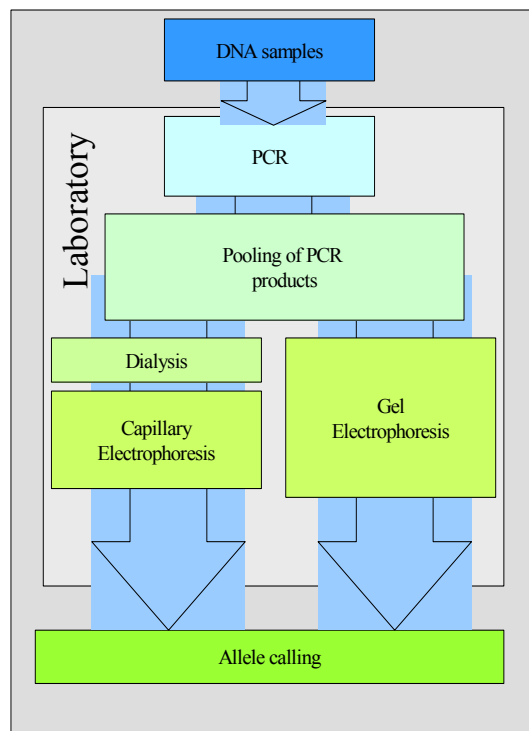 DNA samples
Laboratory
PCR
Pooling of PCR
products
Dialysis
Capillary
Electrophoresis
Gel
Electrophoresis
Allele calling